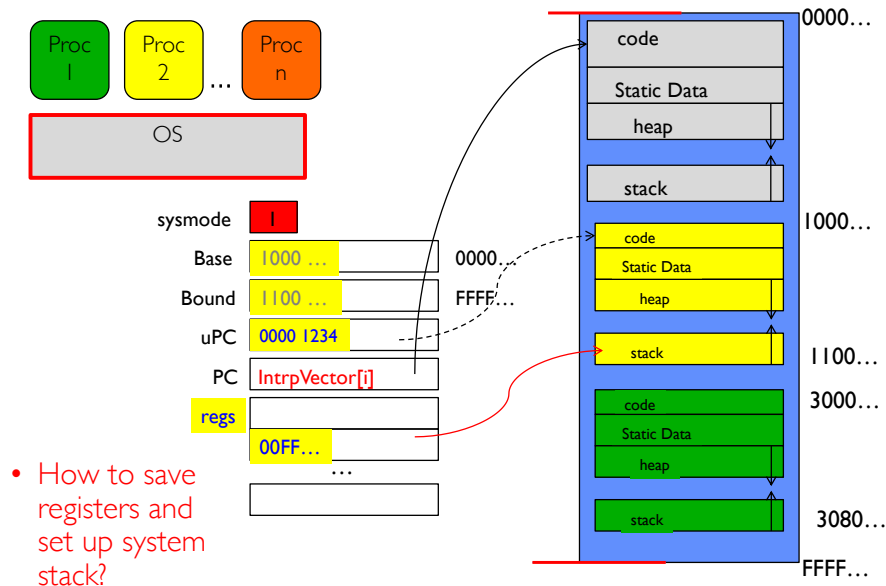 Proc
1
Proc
2
...
Proc
n
OS
sysmode 1
Base 1000 ... 0000...
Bound 1100 ... FFFF...
uPC 0000 1234
PC IntrpVector[i]
regs
00FF...
...
• How to save
registers and
set up system
stack?
0000...
code
Static Data
heap
stack
1000...
code
Static Data
heap
stack
1100...
3000...
code
Static Data
heap
stack
3080...
FFFF...